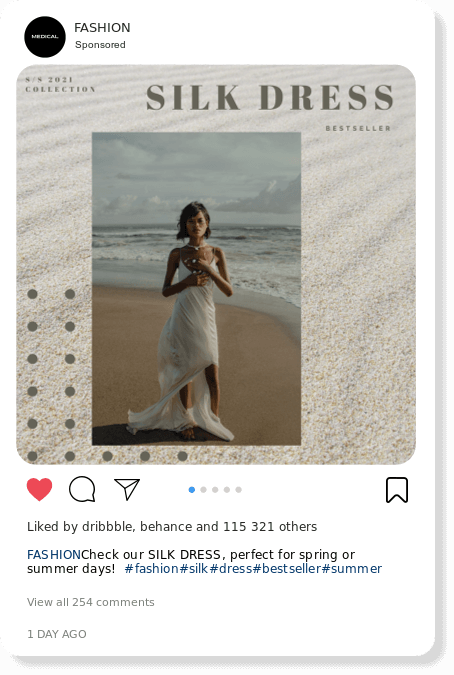 MEDICAL
FASHION
Sponsored
S/S 2021
COLLECTION
SILK DRESS
BESTSELLER
Liked by dribbble, behance and 115 321 others
FASHIONCheck our SILK DRESS, perfect for spring or
summer days!  #fashion#silk#dress#bestseller#summer
View all 254 comments
1 DAY AGO